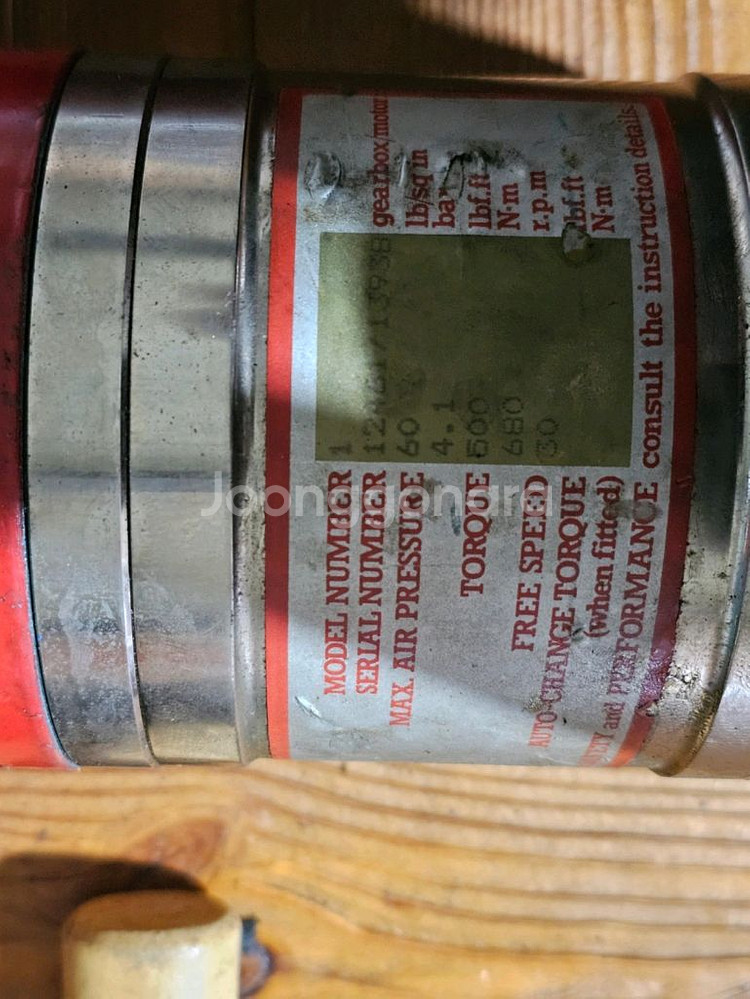 MODEL NUMBER 1
SERIAL NUMBER gearbox/motor
MAX. AIR PRESSURE 60 lb/sq in
4.1 bar
TORQUE 500 lbf.ft
680 N·m
FREE SPEED 30 r.p.m
AUTO-CHANGE TORQUE lbf.ft
(when fitted) N·m
and PERFORMANCE consult the instruction details.
Joonggonara